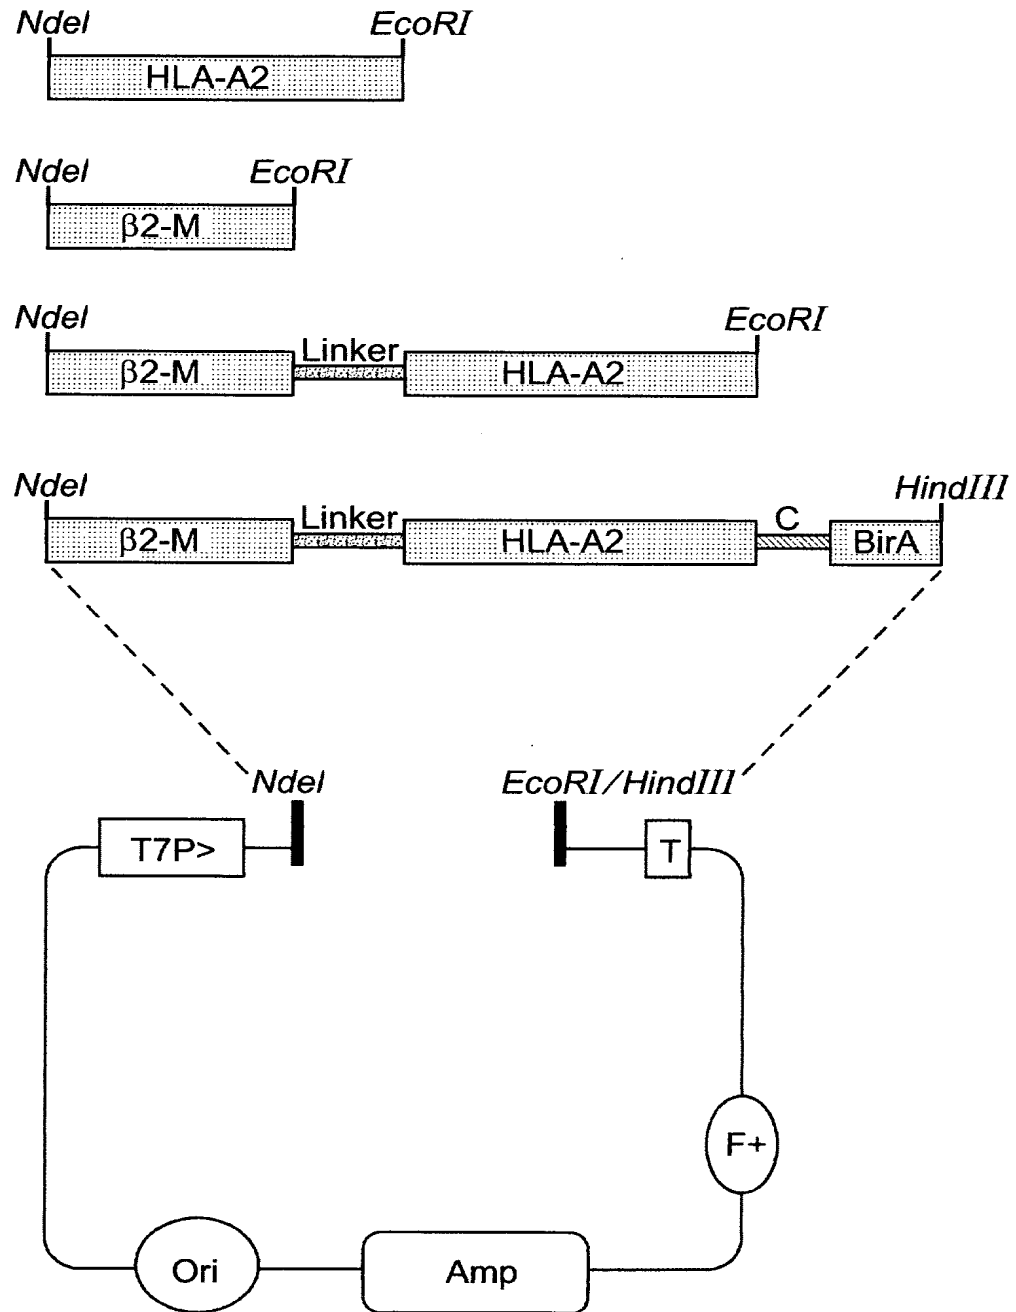 NdeI EcoRI
HLA-A2
NdeI EcoRI
β2-M
NdeI EcoRI
β2-M Linker HLA-A2
NdeI HindIII
β2-M Linker HLA-A2 C BirA
NdeI EcoRI/HindIII
T7P> T
F+
Ori Amp